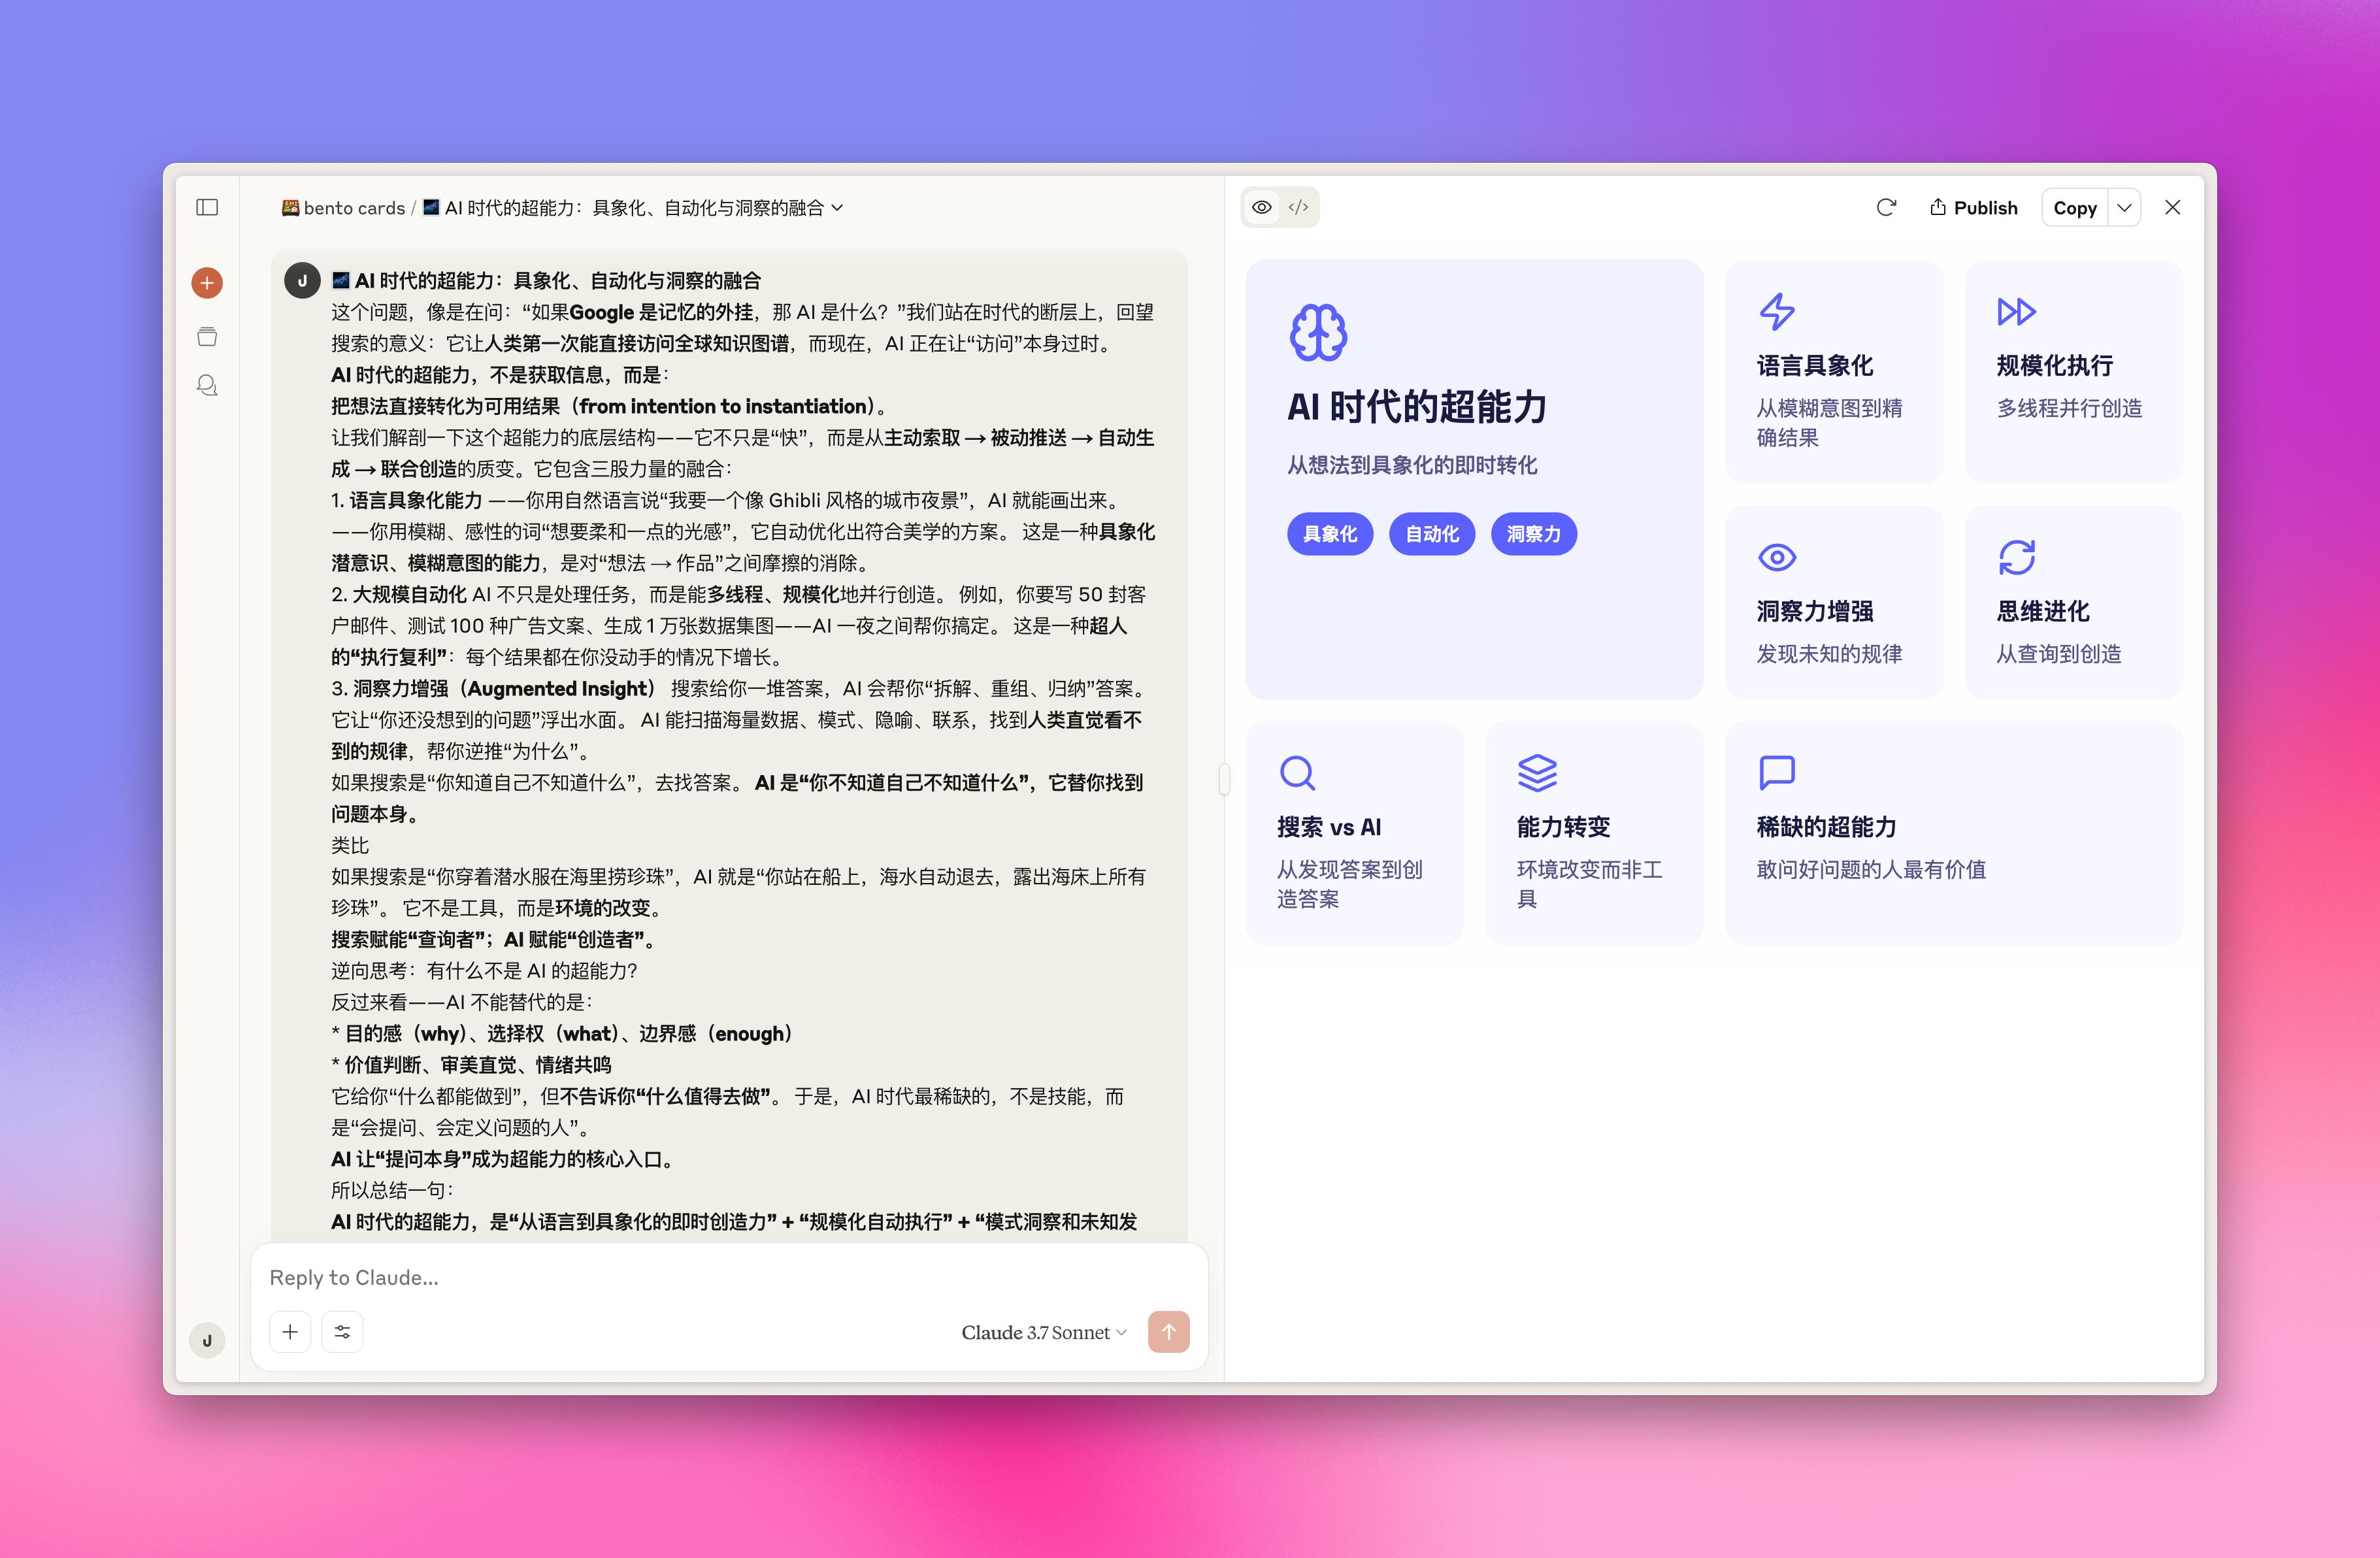 bento cards / AI 时代的超能力：具象化、自动化与洞察的融合
J
AI 时代的超能力：具象化、自动化与洞察的融合
这个问题，像是在问：“如果Google 是记忆的外挂，那 AI 是什么？”我们站在时代的断层上，回望
搜索的意义：它让人类第一次能直接访问全球知识图谱，而现在，AI 正在让“访问”本身过时。
AI 时代的超能力，不是获取信息，而是：
把想法直接转化为可用结果（from intention to instantiation）。
让我们解剖一下这个超能力的底层结构——它不只是“快”，而是从主动索取 → 被动推送 → 自动生
成 → 联合创造的质变。它包含三股力量的融合：
1. 语言具象化能力 ——你用自然语言说“我要一个像 Ghibli 风格的城市夜景”，AI 就能画出来。
——你用模糊、感性的词“想要柔和一点的光感”，它自动优化出符合美学的方案。 这是一种具象化
潜意识、模糊意图的能力，是对“想法 → 作品”之间摩擦的消除。
2. 大规模自动化 AI 不只是处理任务，而是能多线程、规模化地并行创造。 例如，你要写 50 封客
户邮件、测试 100 种广告文案、生成 1 万张数据集图——AI 一夜之间帮你搞定。 这是一种超人
的“执行复利”：每个结果都在你没动手的情况下增长。
3. 洞察力增强（Augmented Insight） 搜索给你一堆答案，AI 会帮你“拆解、重组、归纳”答案。
它让“你还没想到的问题”浮出水面。 AI 能扫描海量数据、模式、隐喻、联系，找到人类直觉看不
到的规律，帮你逆推“为什么”。
如果搜索是“你知道自己不知道什么”，去找答案。 AI 是“你不知道自己不知道什么”，它替你找到
问题本身。
类比
如果搜索是“你穿着潜水服在海里捞珍珠”，AI 就是“你站在船上，海水自动退去，露出海床上所有
珍珠”。 它不是工具，而是环境的改变。
搜索赋能“查询者”；AI 赋能“创造者”。
逆向思考：有什么不是 AI 的超能力？
反过来看——AI 不能替代的是：
* 目的感（why）、选择权（what）、边界感（enough）
* 价值判断、审美直觉、情绪共鸣
它给你“什么都能做到”，但不告诉你“什么值得去做”。 于是，AI 时代最稀缺的，不是技能，而
是“会提问、会定义问题的人”。
AI 让“提问本身”成为超能力的核心入口。
所以总结一句：
AI 时代的超能力，是“从语言到具象化的即时创造力” + “规模化自动执行” + “模式洞察和未知发
Reply to Claude...
Claude 3.7 Sonnet
J
Publish
Copy
AI 时代的超能力
从想法到具象化的即时转化
具象化
自动化
洞察力
语言具象化
从模糊意图到精
确结果
规模化执行
多线程并行创造
洞察力增强
发现未知的规律
思维进化
从查询到创造
搜索 vs AI
从发现答案到创
造答案
能力转变
环境改变而非工
具
稀缺的超能力
敢问好问题的人最有价值